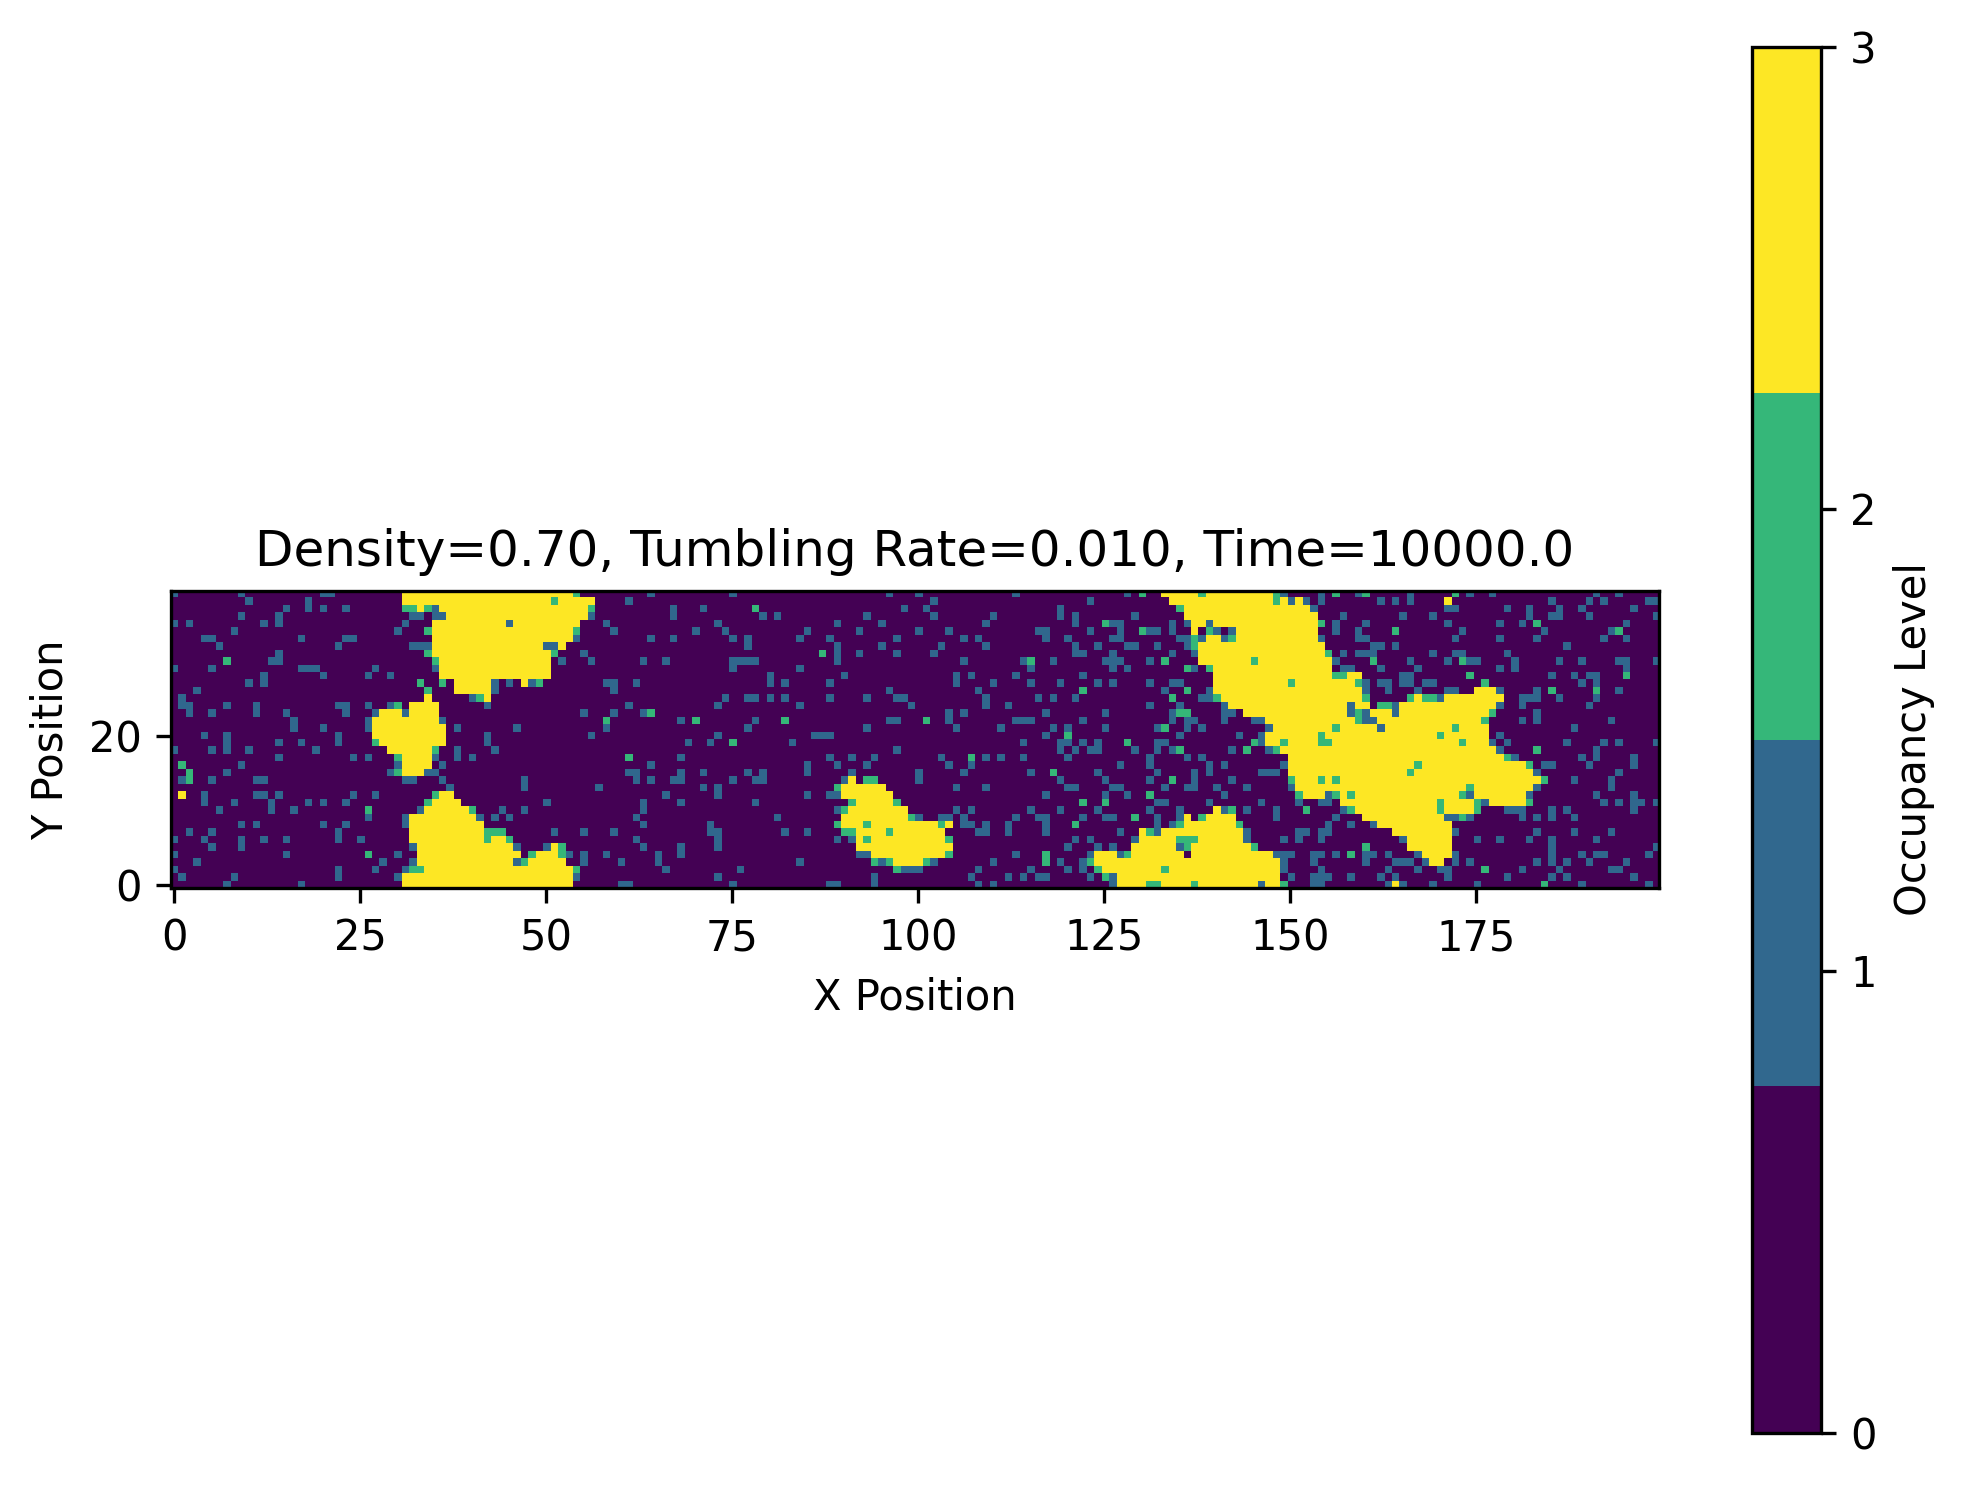 Density=0.70, Tumbling Rate=0.010, Time=10000.0
Y Position
20
0
0 25 50 75 100 125 150 175
X Position
3
2
1
0
Occupancy Level